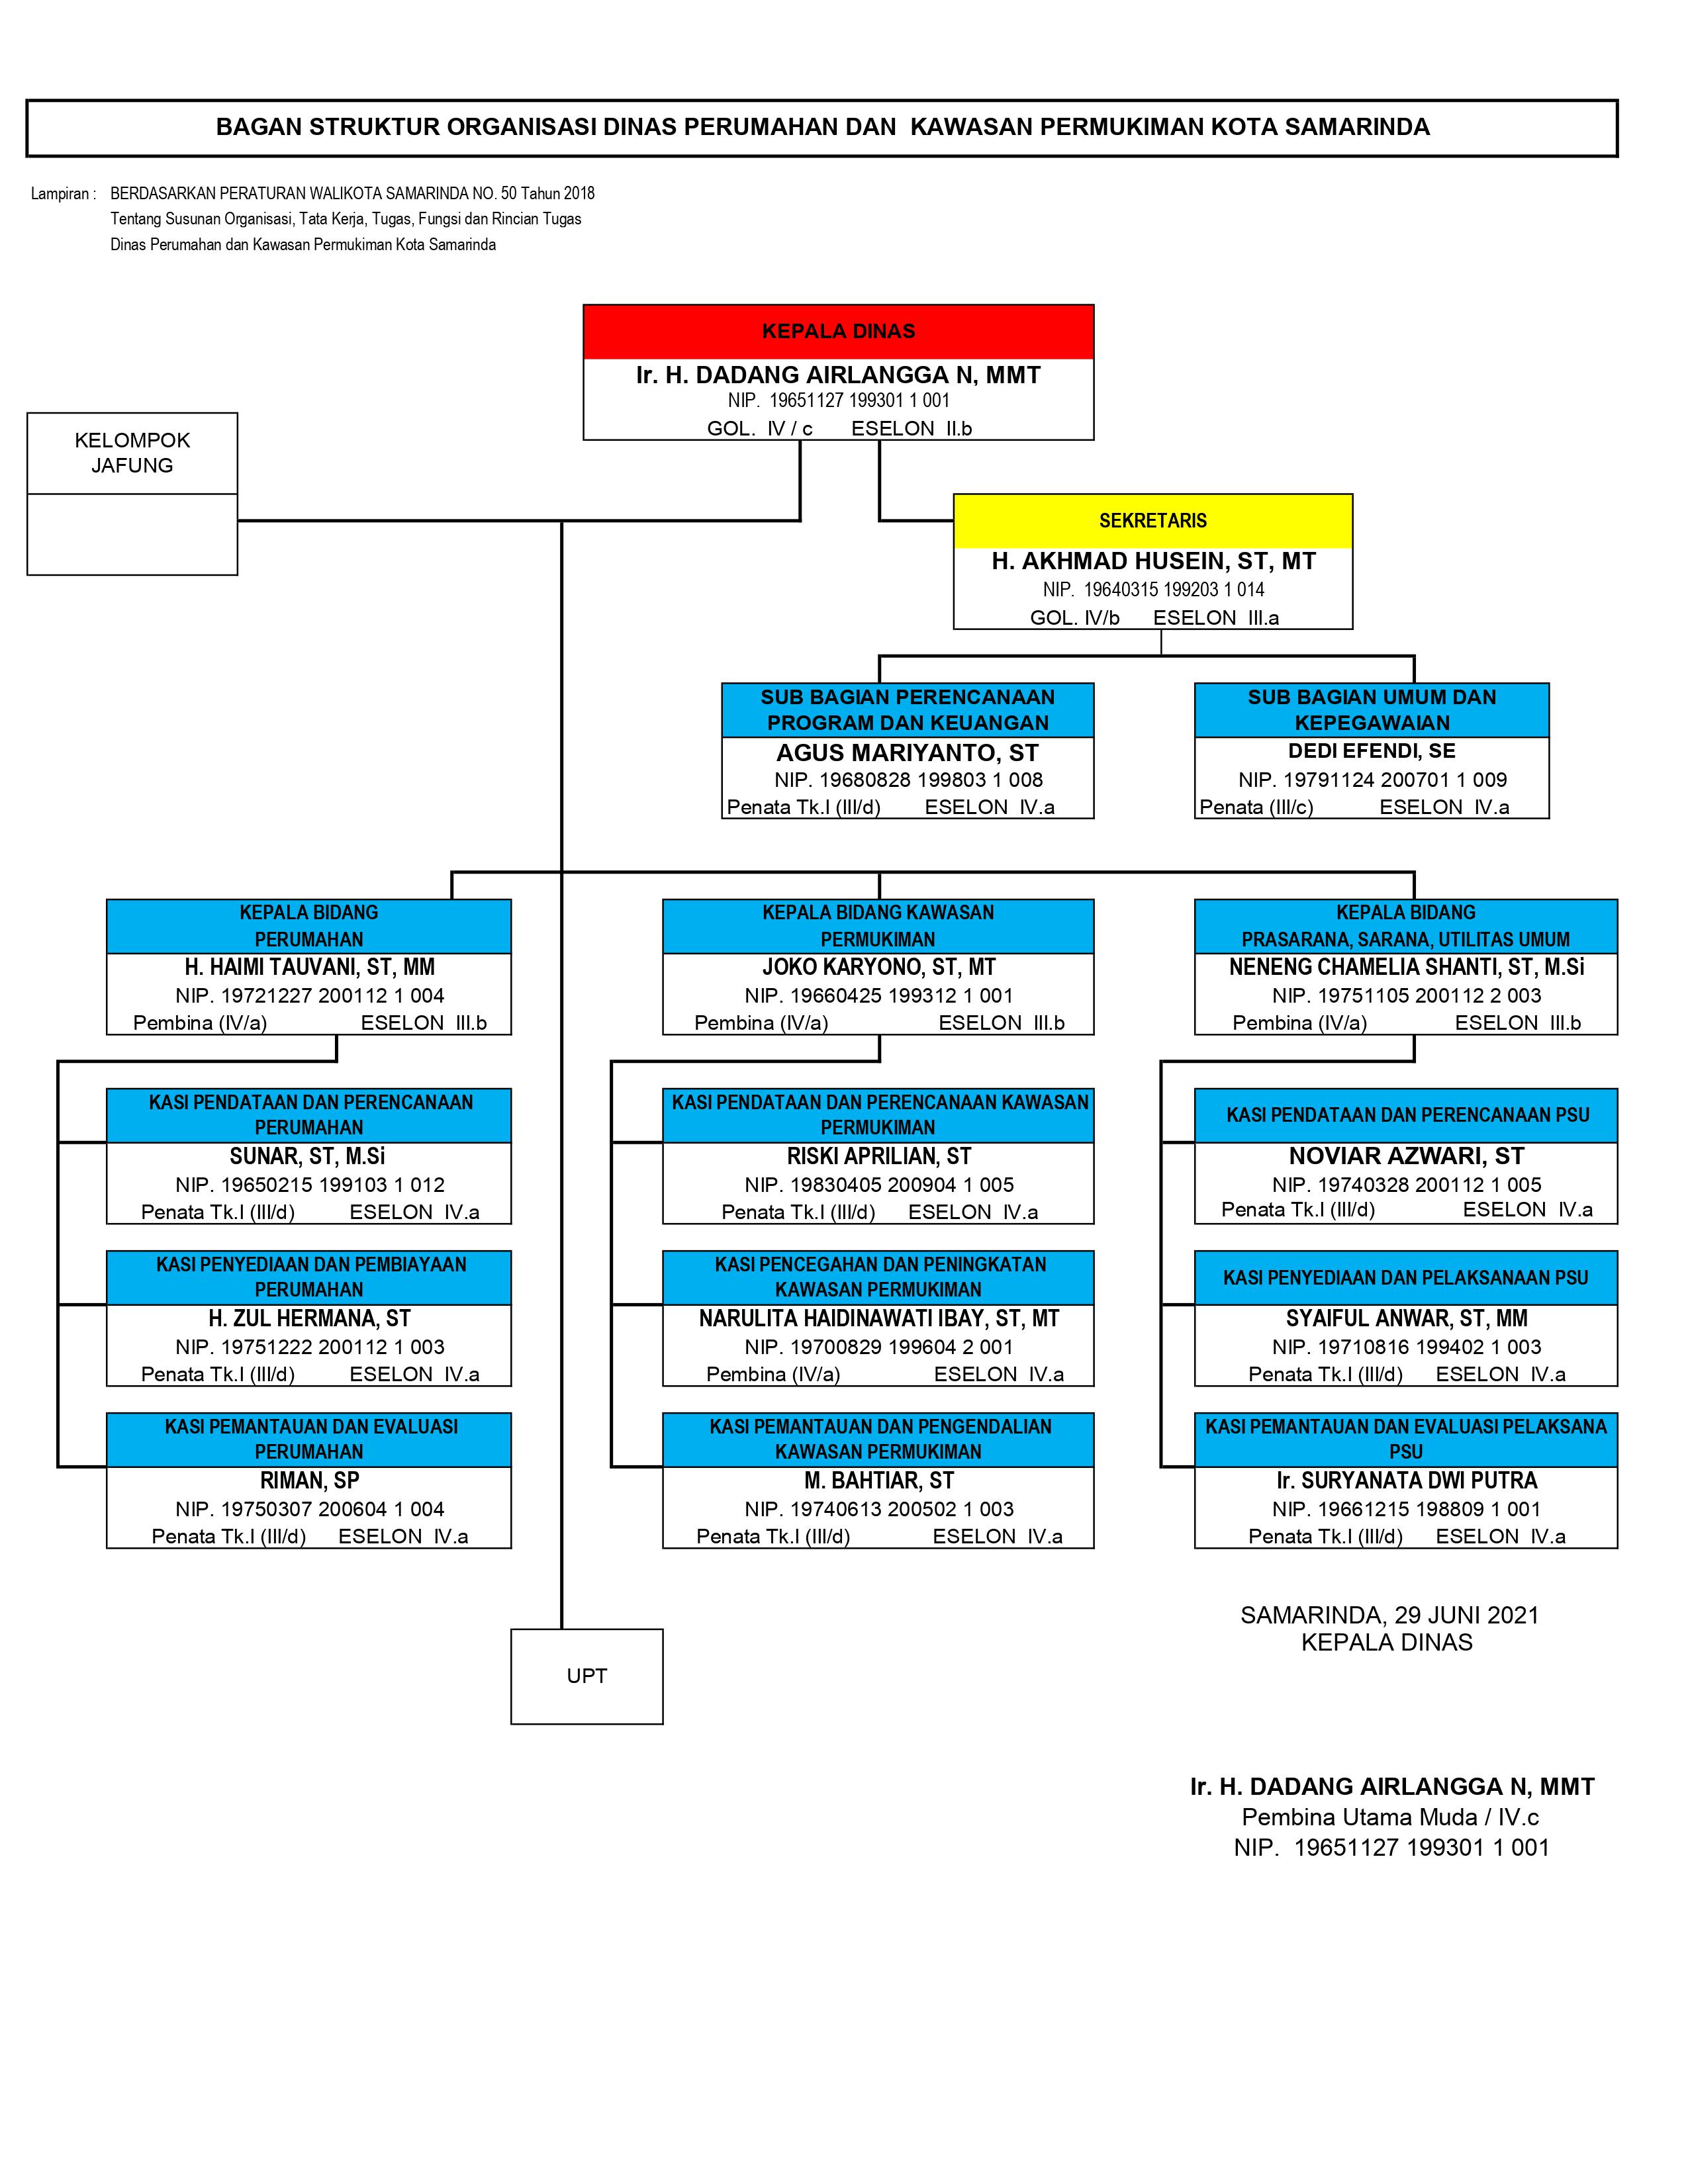 BAGAN STRUKTUR ORGANISASI DINAS PERUMAHAN DAN KAWASAN PERMUKIMAN KOTA SAMARINDA
Lampiran : BERDASARKAN PERATURAN WALIKOTA SAMARINDA NO. 50 Tahun 2018
Tentang Susunan Organisasi, Tata Kerja, Tugas, Fungsi dan Rincian Tugas
Dinas Perumahan dan Kawasan Permukiman Kota Samarinda
KEPALA DINAS
Ir. H. DADANG AIRLANGGA N, MMT
NIP. 19651127 199301 1 001
GOL. IV / c ESELON II.b
KELOMPOK
JAFUNG
SEKRETARIS
H. AKHMAD HUSEIN, ST, MT
NIP. 19640315 199203 1 014
GOL. IV/b ESELON III.a
SUB BAGIAN PERENCANAAN
PROGRAM DAN KEUANGAN
AGUS MARIYANTO, ST
NIP. 19680828 199803 1 008
Penata Tk.I (III/d) ESELON IV.a
SUB BAGIAN UMUM DAN
KEPEGAWAIAN
DEDI EFENDI, SE
NIP. 19791124 200701 1 009
Penata (III/c) ESELON IV.a
KEPALA BIDANG
PERUMAHAN
H. HAIMI TAUVANI, ST, MM
NIP. 19721227 200112 1 004
Pembina (IV/a) ESELON III.b
KEPALA BIDANG KAWASAN
PERMUKIMAN
JOKO KARYONO, ST, MT
NIP. 19660425 199312 1 001
Pembina (IV/a) ESELON III.b
KEPALA BIDANG
PRASARANA, SARANA, UTILITAS UMUM
NENENG CHAMELIA SHANTI, ST, M.Si
NIP. 19751105 200112 2 003
Pembina (IV/a) ESELON III.b
KASI PENDATAAN DAN PERENCANAAN
PERUMAHAN
SUNAR, ST, M.Si
NIP. 19650215 199103 1 012
Penata Tk.I (III/d) ESELON IV.a
KASI PENDATAAN DAN PERENCANAAN KAWASAN
PERMUKIMAN
RISKI APRILIAN, ST
NIP. 19830405 200904 1 005
Penata Tk.I (III/d) ESELON IV.a
KASI PENDATAAN DAN PERENCANAAN PSU
NOVIAR AZWARI, ST
NIP. 19740328 200112 1 005
Penata Tk.I (III/d) ESELON IV.a
KASI PENYEDIAAN DAN PEMBIAYAAN
PERUMAHAN
H. ZUL HERMANA, ST
NIP. 19751222 200112 1 003
Penata Tk.I (III/d) ESELON IV.a
KASI PENCEGAHAN DAN PENINGKATAN
KAWASAN PERMUKIMAN
NARULITA HAIDINAWATI IBAY, ST, MT
NIP. 19700829 199604 2 001
Pembina (IV/a) ESELON IV.a
KASI PENYEDIAAN DAN PELAKSANAAN PSU
SYAIFUL ANWAR, ST, MM
NIP. 19710816 199402 1 003
Penata Tk.I (III/d) ESELON IV.a
KASI PEMANTAUAN DAN EVALUASI
PERUMAHAN
RIMAN, SP
NIP. 19750307 200604 1 004
Penata Tk.I (III/d) ESELON IV.a
KASI PEMANTAUAN DAN PENGENDALIAN
KAWASAN PERMUKIMAN
M. BAHTIAR, ST
NIP. 19740613 200502 1 003
Penata Tk.I (III/d) ESELON IV.a
KASI PEMANTAUAN DAN EVALUASI PELAKSANA
PSU
Ir. SURYANATA DWI PUTRA
NIP. 19661215 198809 1 001
Penata Tk.I (III/d) ESELON IV.a
UPT
SAMARINDA, 29 JUNI 2021
KEPALA DINAS
Ir. H. DADANG AIRLANGGA N, MMT
Pembina Utama Muda / IV.c
NIP. 19651127 199301 1 001